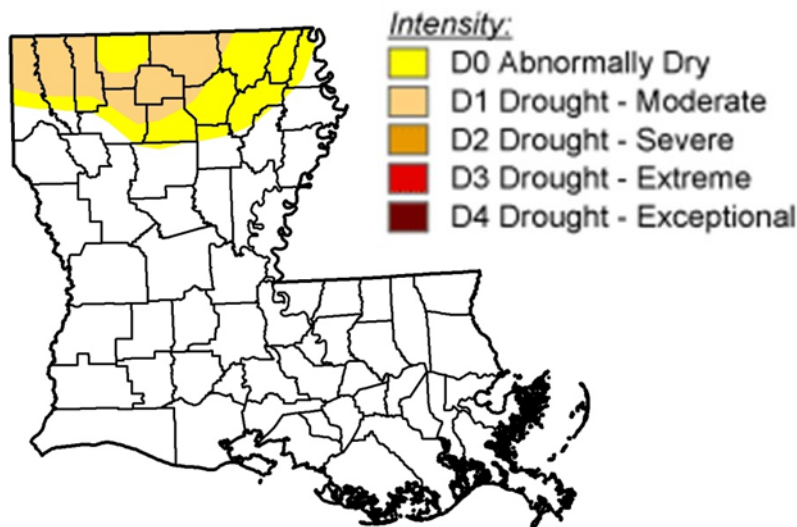 Intensity:
D0 Abnormally Dry
D1 Drought - Moderate
D2 Drought - Severe
D3 Drought - Extreme
D4 Drought - Exceptional